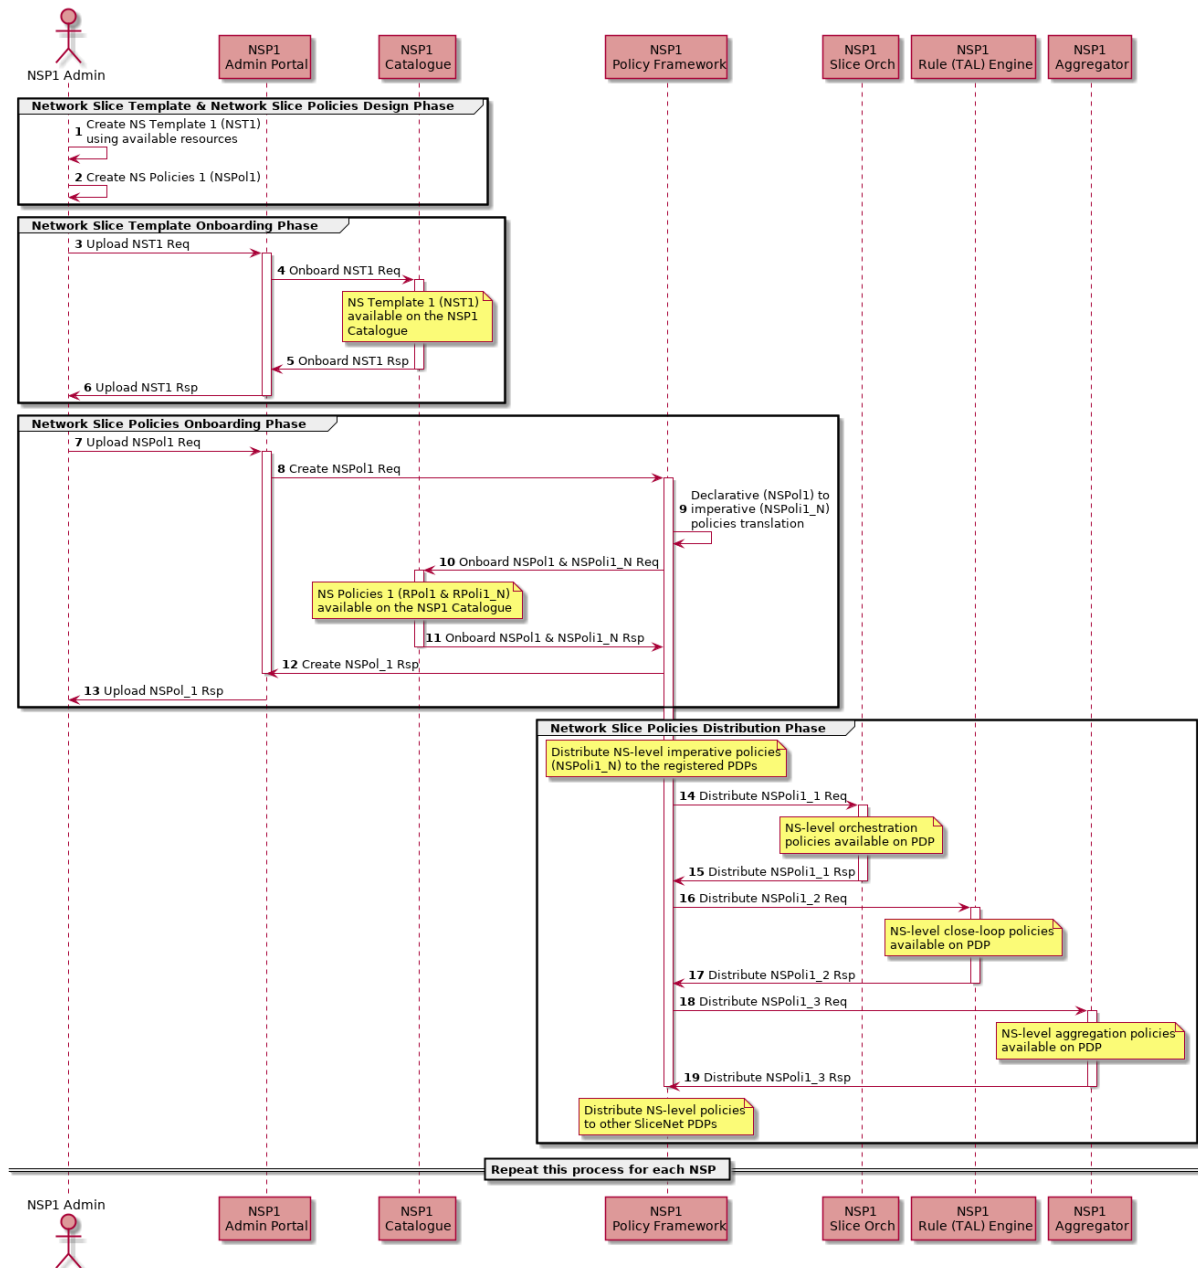 NSP1 Admin
NSP1
Admin Portal
NSP1
Catalogue
NSP1
Policy Framework
NSP1
Slice Orch
NSP1
Rule (TAL) Engine
NSP1
Aggregator
Network Slice Template & Network Slice Policies Design Phase
1 Create NS Template 1 (NST1)
using available resources
2 Create NS Policies 1 (NSPol1)
Network Slice Template Onboarding Phase
3 Upload NST1 Req
4 Onboard NST1 Req
NS Template 1 (NST1)
available on the NSP1
Catalogue
5 Onboard NST1 Rsp
6 Upload NST1 Rsp
Network Slice Policies Onboarding Phase
7 Upload NSPol1 Req
8 Create NSPol1 Req
Declarative (NSPol1) to
9 imperative (NSPoli1_N)
policies translation
10 Onboard NSPol1 & NSPoli1_N Req
NS Policies 1 (RPol1 & RPoli1_N)
available on the NSP1 Catalogue
11 Onboard NSPol1 & NSPoli1_N Rsp
12 Create NSPol_1 Rsp
13 Upload NSPol_1 Rsp
Network Slice Policies Distribution Phase
Distribute NS-level imperative policies
(NSPoli1_N) to the registered PDPs
14 Distribute NSPoli1_1 Req
NS-level orchestration
policies available on PDP
15 Distribute NSPoli1_1 Rsp
16 Distribute NSPoli1_2 Req
NS-level close-loop policies
available on PDP
17 Distribute NSPoli1_2 Rsp
18 Distribute NSPoli1_3 Req
NS-level aggregation policies
available on PDP
19 Distribute NSPoli1_3 Rsp
Distribute NS-level policies
to other SliceNet PDPs
Repeat this process for each NSP
NSP1 Admin
NSP1
Admin Portal
NSP1
Catalogue
NSP1
Policy Framework
NSP1
Slice Orch
NSP1
Rule (TAL) Engine
NSP1
Aggregator